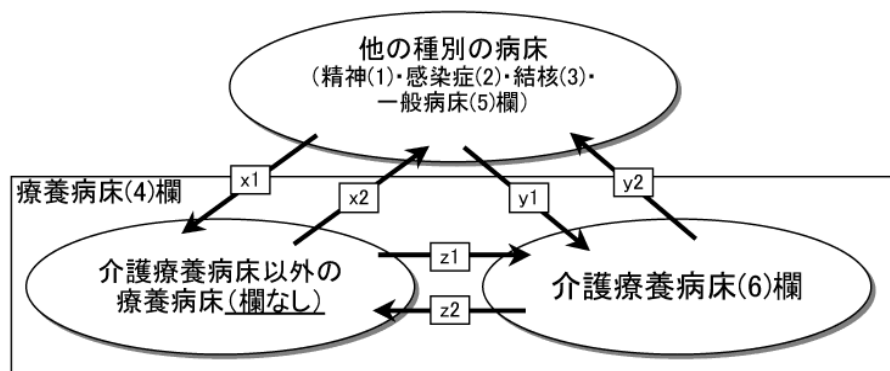 他の種別の病床
(精神(1)・感染症(2)・結核(3)・
一般病床(5)欄)
x1
x2
y1
y2
療養病床(4)欄
介護療養病床以外の
療養病床(欄なし)
z1
z2
介護療養病床(6)欄